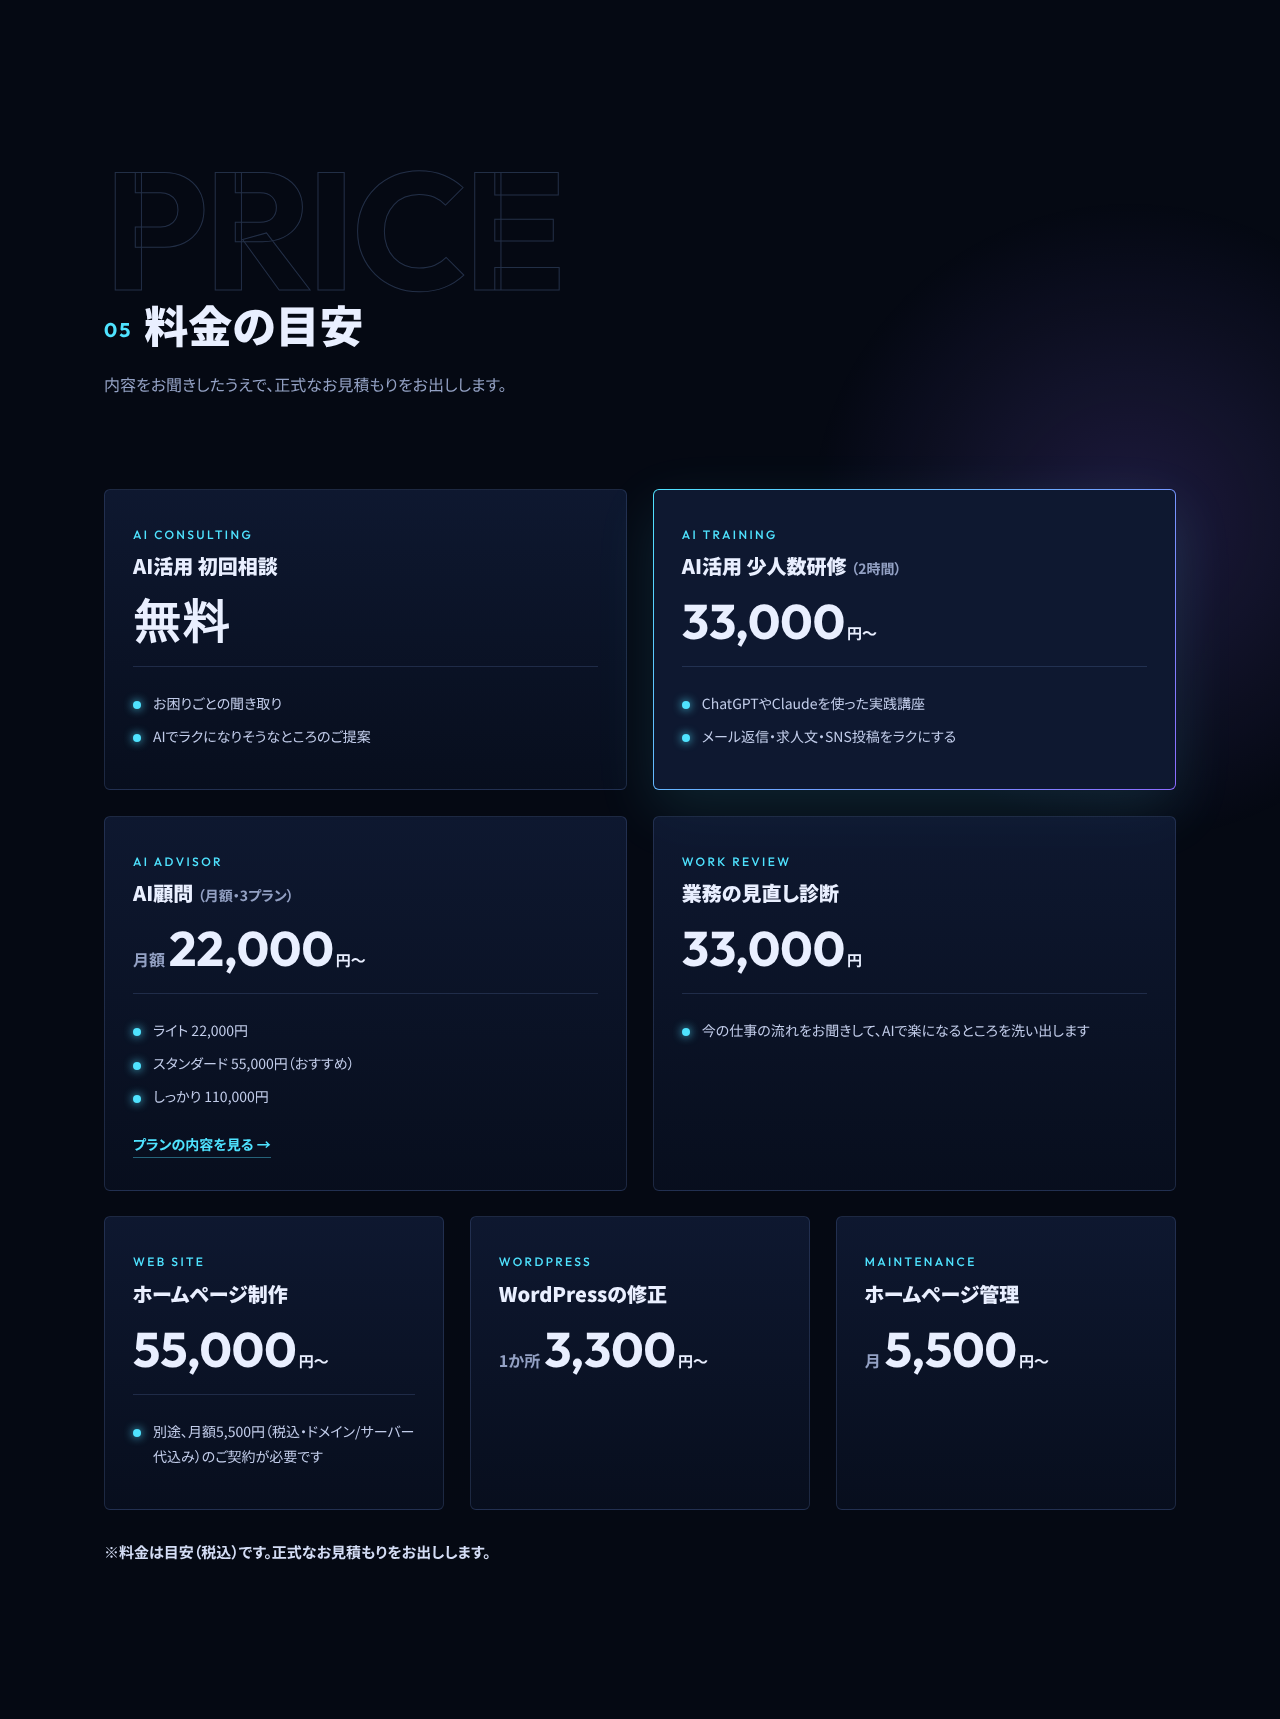 PRICE
05 料金の目安
内容をお聞きしたうえで、正式なお見積もりをお出しします。
AI CONSULTING
AI活用 初回相談
無料
お困りごとの聞き取り
AIでラクになりそうなところのご提案
AI TRAINING
AI活用 少人数研修（2時間）
33,000円〜
ChatGPTやClaudeを使った実践講座
メール返信・求人文・SNS投稿をラクにする
AI ADVISOR
AI顧問（月額・3プラン）
月額 22,000円〜
ライト 22,000円
スタンダード 55,000円（おすすめ）
しっかり 110,000円
プランの内容を見る →
WORK REVIEW
業務の見直し診断
33,000円
今の仕事の流れをお聞きして、AIで楽になるところを洗い出します
WEB SITE
ホームページ制作
55,000円〜
別途、月額5,500円（税込・ドメイン/サーバー
代込み）のご契約が必要です
WORDPRESS
WordPressの修正
1か所 3,300円〜
MAINTENANCE
ホームページ管理
月 5,500円〜
※料金は目安（税込）です。正式なお見積もりをお出しします。